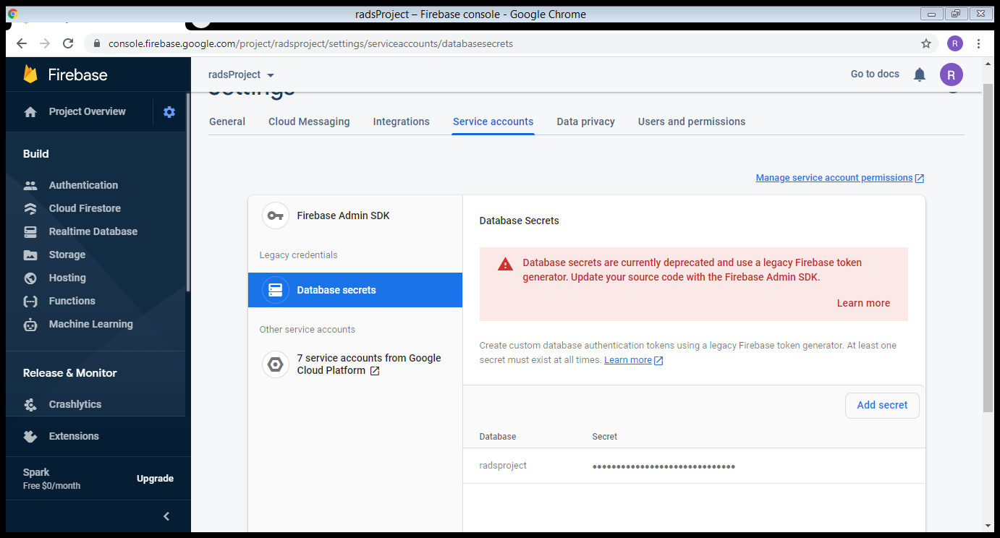 radsProject – Firebase console - Google Chrome
console.firebase.google.com/project/radsproject/settings/serviceaccounts/databasesecrets
R
Firebase
radsProject
Go to docs
R
Settings
Project Overview
General
Cloud Messaging
Integrations
Service accounts
Data privacy
Users and permissions
Build
Authentication
Cloud Firestore
Realtime Database
Storage
Hosting
Functions
Machine Learning
Release & Monitor
Crashlytics
Extensions
Spark
Free $0/month
Upgrade
Manage service account permissions
Firebase Admin SDK
Legacy credentials
Database secrets
Other service accounts
7 service accounts from Google
Cloud Platform
Database Secrets
Database secrets are currently deprecated and use a legacy Firebase token
generator. Update your source code with the Firebase Admin SDK.
Learn more
Create custom database authentication tokens using a legacy Firebase token generator. At least one
secret must exist at all times. Learn more
Add secret
Database
Secret
radsproject
••••••••••••••••••••••••••••••